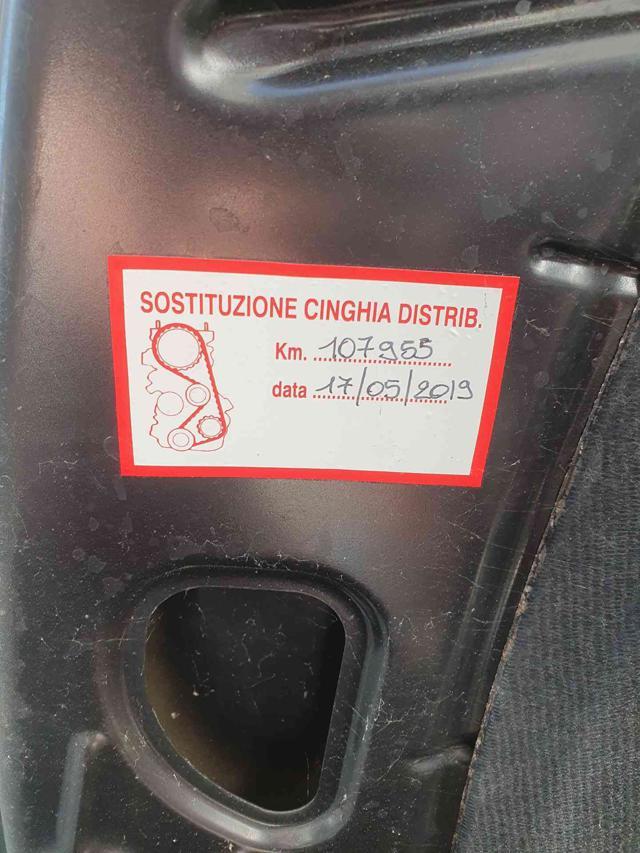 SOSTITUZIONE CINGHIA DISTRIB.
Km. 107955
data 17/05/2019